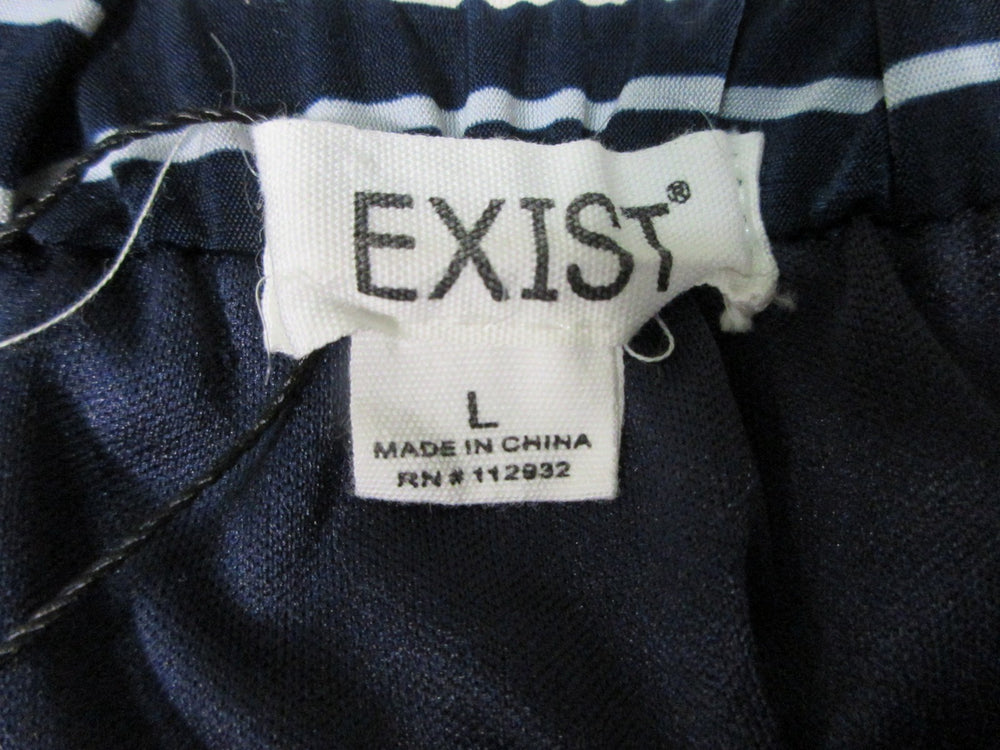 EXIST®
L
MADE IN CHINA
RN # 112932